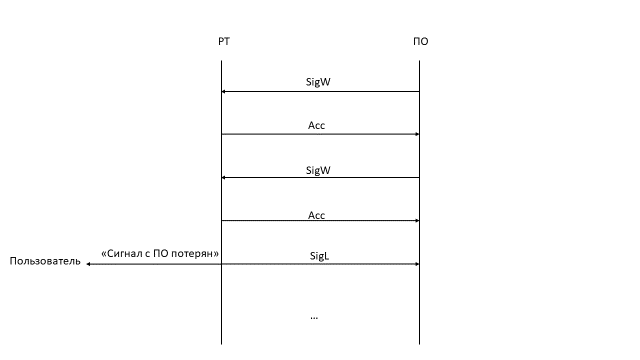 РТ ПО
SigW
Acc
SigW
Acc
«Сигнал с ПО потерян» SigL
Пользователь
...